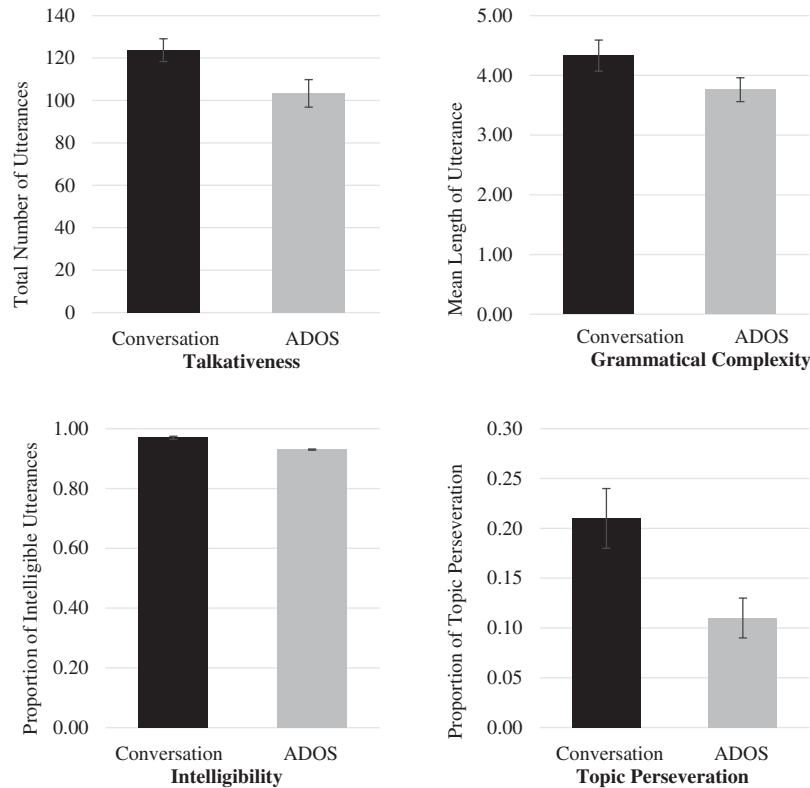 Total Number of Utterances
140
120
100
80
60
40
20
0
Conversation ADOS
Talkativeness
Mean Length of Utterance
5.00
4.00
3.00
2.00
1.00
0.00
Conversation ADOS
Grammatical Complexity
Proportion of Intelligible Utterances
1.00
0.80
0.60
0.40
0.20
0.00
Conversation ADOS
Intelligibility
Proportion of Topic Perseveration
0.30
0.25
0.20
0.15
0.10
0.05
0.00
Conversation ADOS
Topic Perseveration